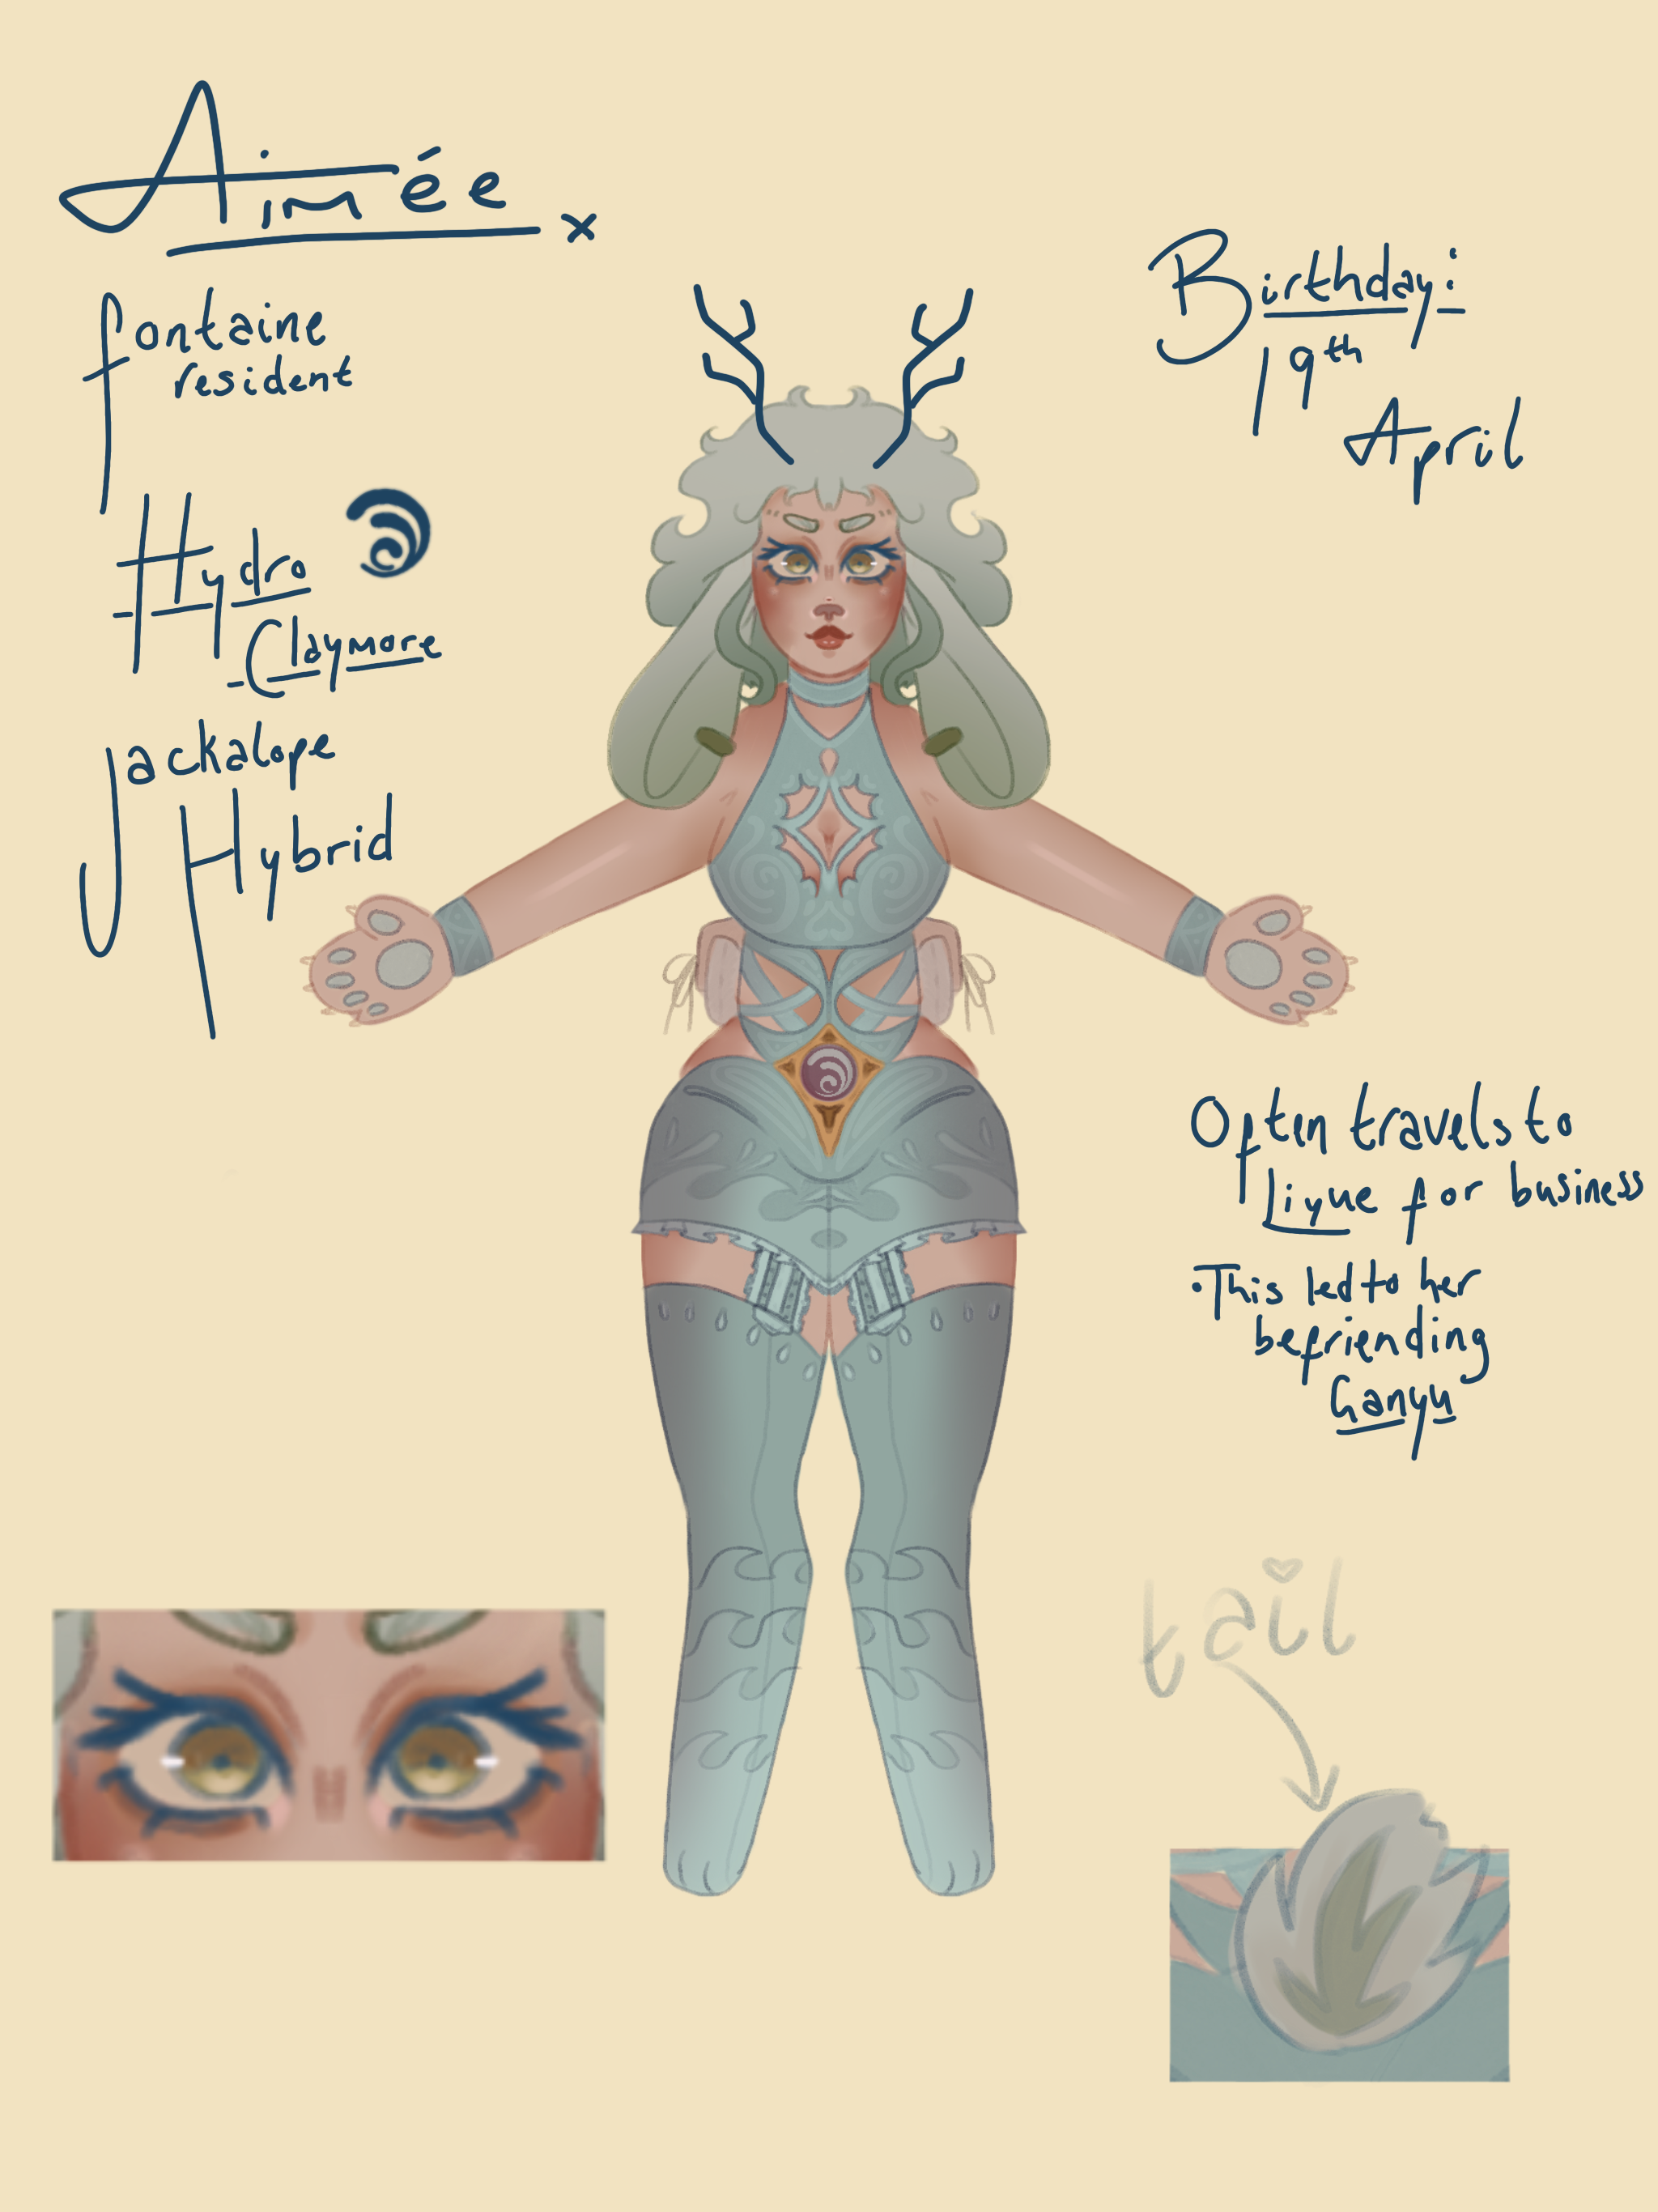 Aimée x
Fontaine
resident
Hydro
Claymore
Jackalope
Hybrid
Birthday:
19th
April
Often travels to
Liyue for business
•This led to her
befriending
Ganyu
tail